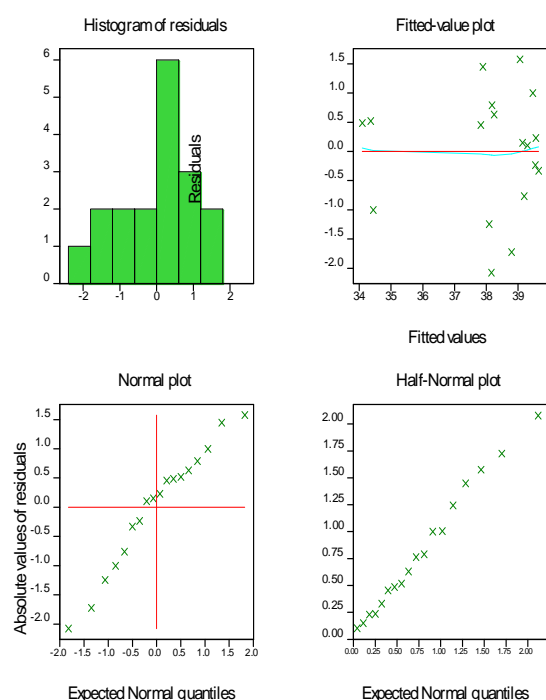 Histogram of residuals
6
5
4
3
2
1
0
-2 -1 0 1 2
Fitted-value plot
Residuals
1.5
1.0
0.5
0.0
-0.5
-1.0
-1.5
-2.0
34 35 36 37 38 39
Fitted values
Normal plot
Absolute values of residuals
1.5
1.0
0.5
0.0
-0.5
-1.0
-1.5
-2.0
-2.0 -1.5 -1.0 -0.5 0.0 0.5 1.0 1.5 2.0
Expected Normal quantiles
Half-Normal plot
2.00
1.75
1.50
1.25
1.00
0.75
0.50
0.25
0.00
0.00 0.25 0.50 0.75 1.00 1.25 1.50 1.75 2.00
Expected Normal quantiles